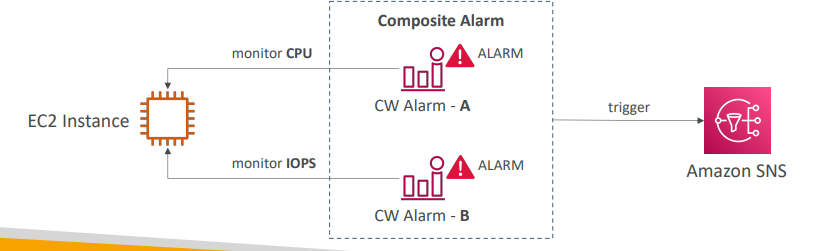 Composite Alarm
monitor CPU
ALARM
CW Alarm - A
EC2 Instance
trigger
monitor IOPS
ALARM
Amazon SNS
CW Alarm - B